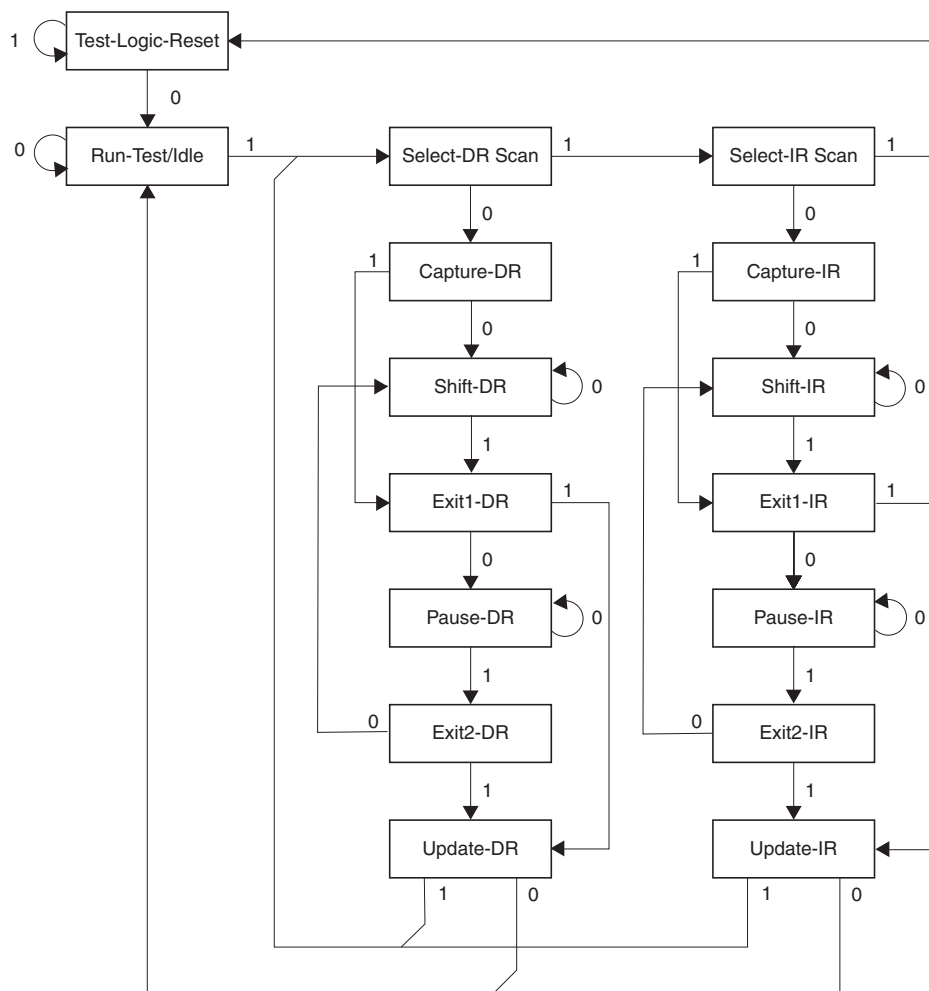 Test-Logic-Reset
1
0
Run-Test/Idle
0
1
Select-DR Scan
1
Select-IR Scan
1
0
0
1
Capture-DR
1
Capture-IR
0
0
Shift-DR
0
Shift-IR
0
1
1
Exit1-DR
1
Exit1-IR
1
0
0
Pause-DR
0
Pause-IR
0
1
1
0
Exit2-DR
0
Exit2-IR
1
1
Update-DR
Update-IR
1
0
1
0